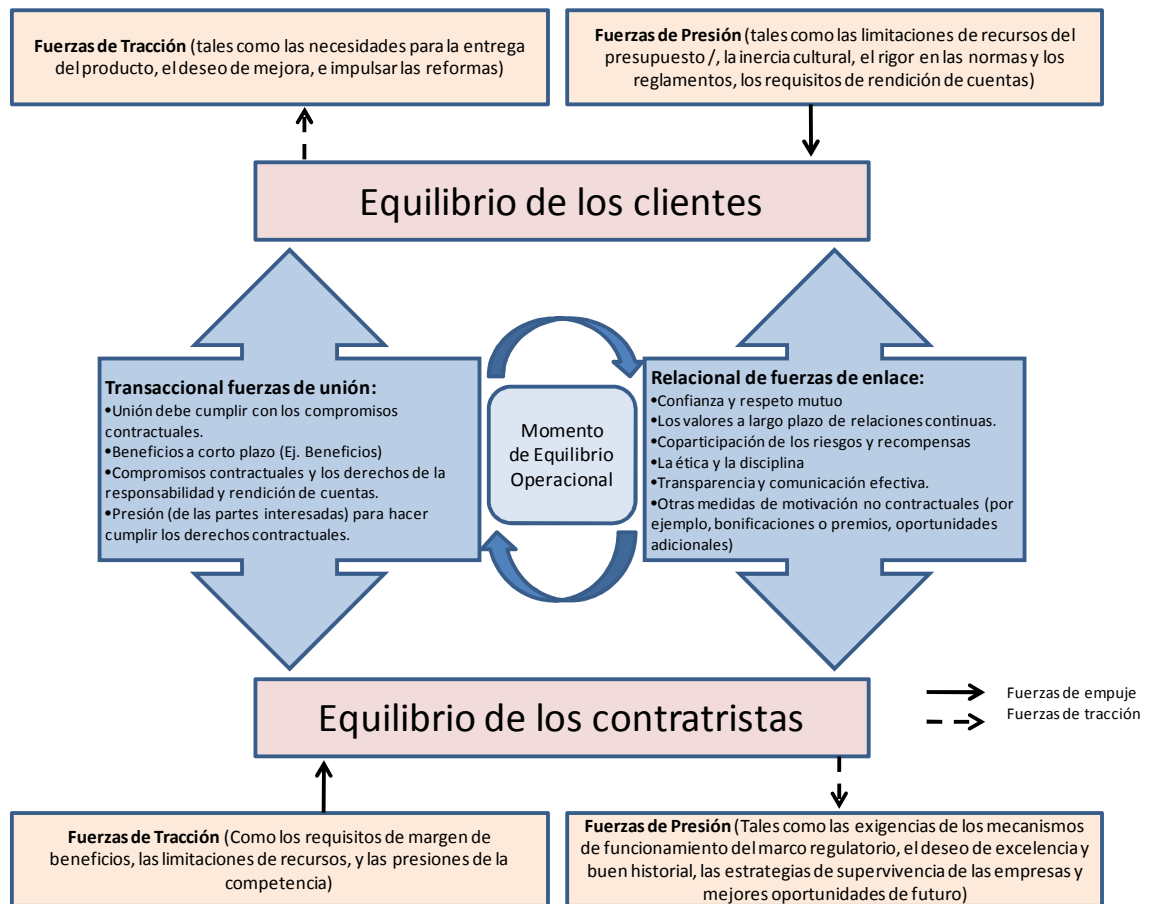 Fuerzas de Tracción (tales como las necesidades para la entrega
del producto, el deseo de mejora, e impulsar las reformas)
Fuerzas de Presión (tales como las limitaciones de recursos del
presupuesto /, la inercia cultural, el rigor en las normas y los
reglamentos, los requisitos de rendición de cuentas)
Equilibrio de los clientes
Transaccional fuerzas de unión:
•Unión debe cumplir con los compromisos
contractuales.
•Beneficios a corto plazo (Ej. Beneficios)
•Compromisos contractuales y los derechos de la
responsabilidad y rendición de cuentas.
•Presión (de las partes interesadas) para hacer
cumplir los derechos contractuales.
Momento
de Equilibrio
Operacional
Relacional de fuerzas de enlace:
•Confianza y respeto mutuo
•Los valores a largo plazo de relaciones continuas.
•Coparticipación de los riesgos y recompensas
•La ética y la disciplina
•Transparencia y comunicación efectiva.
•Otras medidas de motivación no contractuales (por
ejemplo, bonificaciones o premios, oportunidades
adicionales)
Equilibrio de los contratristas
Fuerzas de empuje
Fuerzas de tracción
Fuerzas de Tracción (Como los requisitos de margen de
beneficios, las limitaciones de recursos, y las presiones de la
competencia)
Fuerzas de Presión (Tales como las exigencias de los mecanismos
de funcionamiento del marco regulatorio, el deseo de excelencia y
buen historial, las estrategias de supervivencia de las empresas y
mejores oportunidades de futuro)